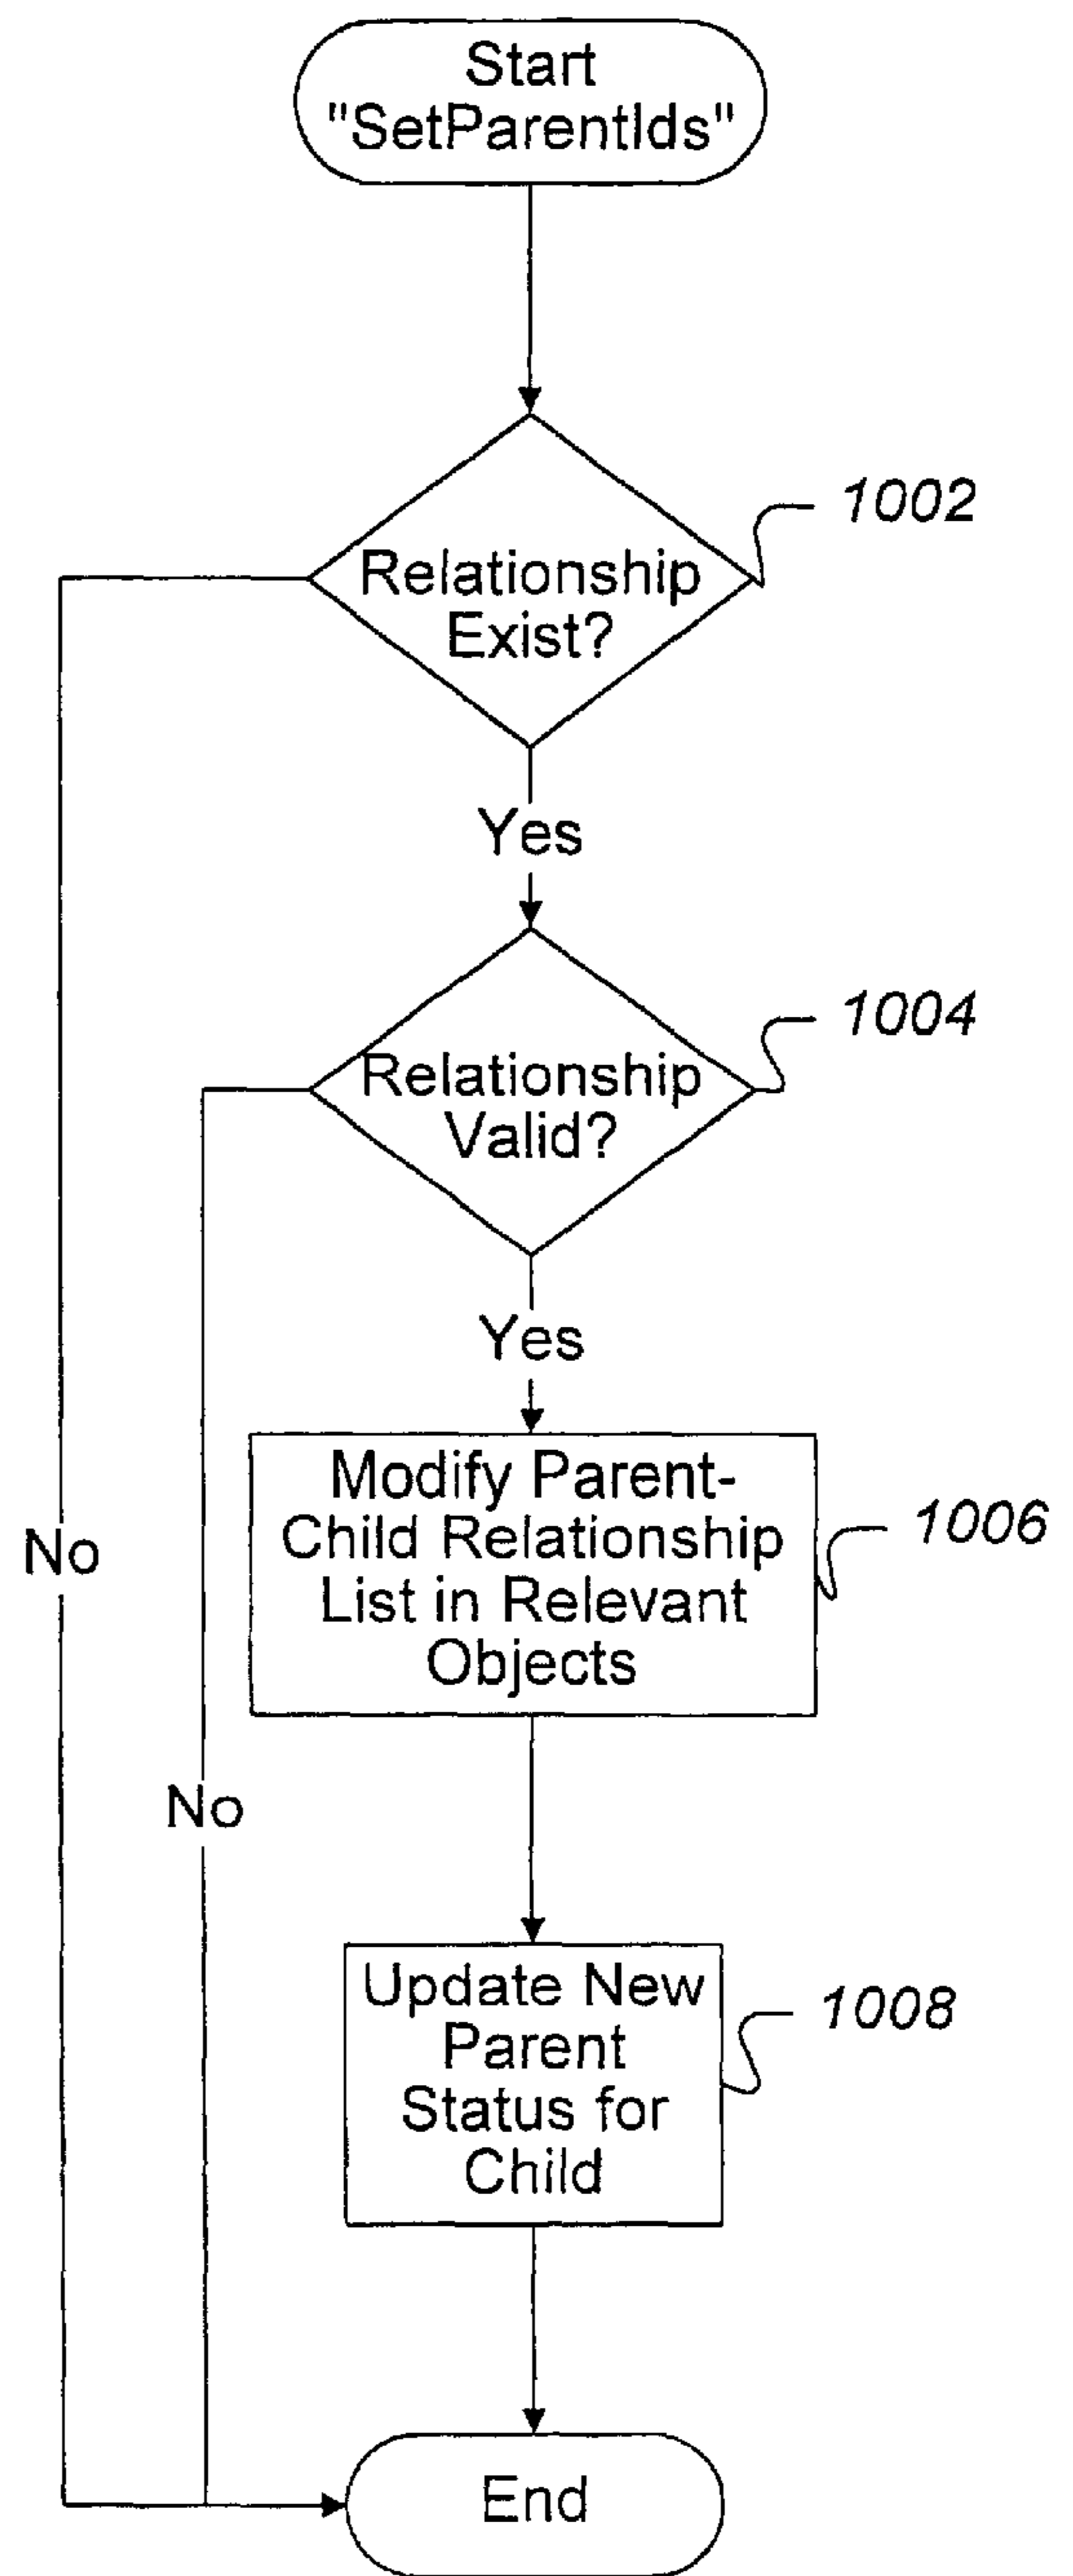 Start
"SetParentIds"
1002
Relationship
Exist?
Yes
1004
Relationship
Valid?
Yes
Modify Parent-
Child Relationship
List in Relevant
Objects
1006
No
No
Update New
Parent
Status for
Child
1008
End